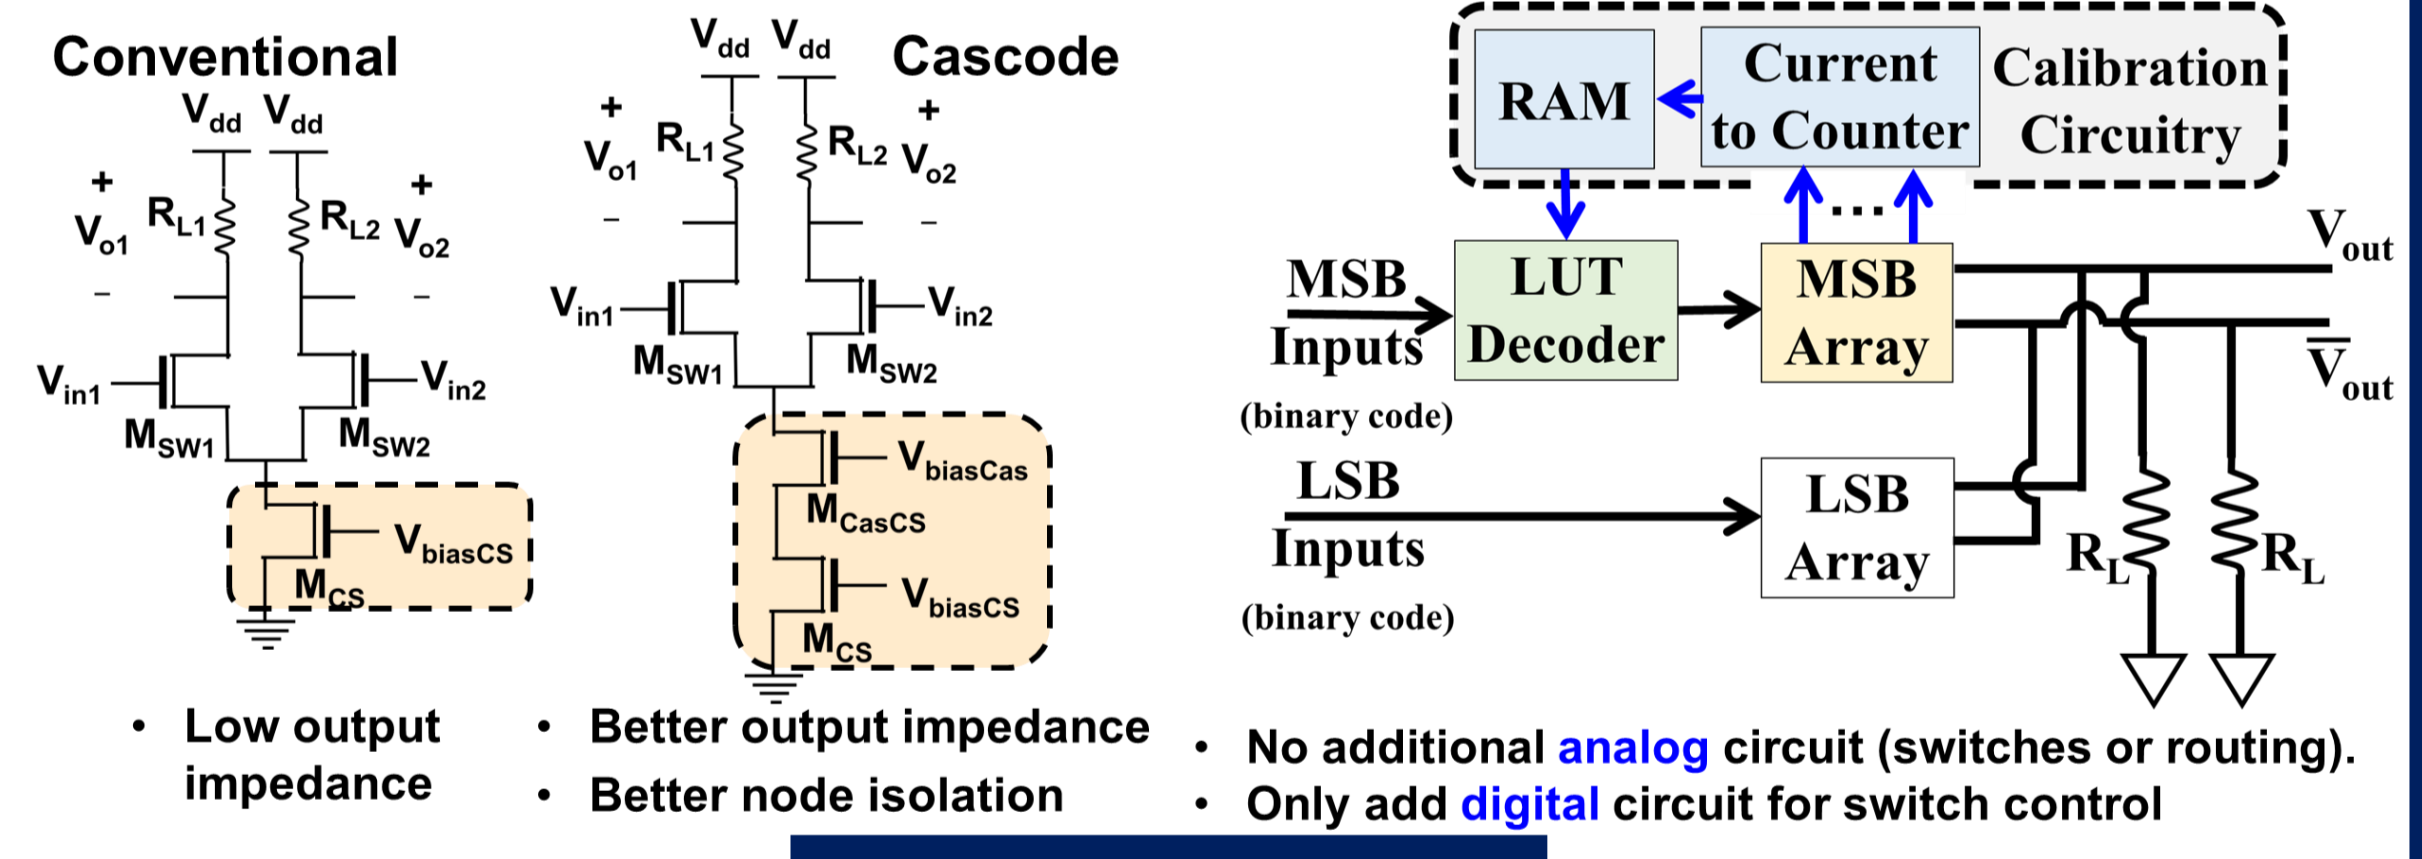 Conventional
Vdd Vdd
+
+
RL1
RL2
Vo1
Vo2
–
–
Vin1
Vin2
MSW1
MSW2
VbiasCS
MCS
• Low output
impedance
Cascode
Vdd Vdd
+
+
RL1
RL2
Vo1
Vo2
–
–
Vin1
Vin2
MSW1
MSW2
VbiasCas
MCasCS
VbiasCS
MCS
• Better output impedance
• Better node isolation
RAM
Current
to Counter
Calibration
Circuitry
...
MSB
Inputs
(binary code)
LUT
Decoder
MSB
Array
Vout
V̅out
LSB
Inputs
(binary code)
LSB
Array
RL
RL
• No additional analog circuit (switches or routing).
• Only add digital circuit for switch control